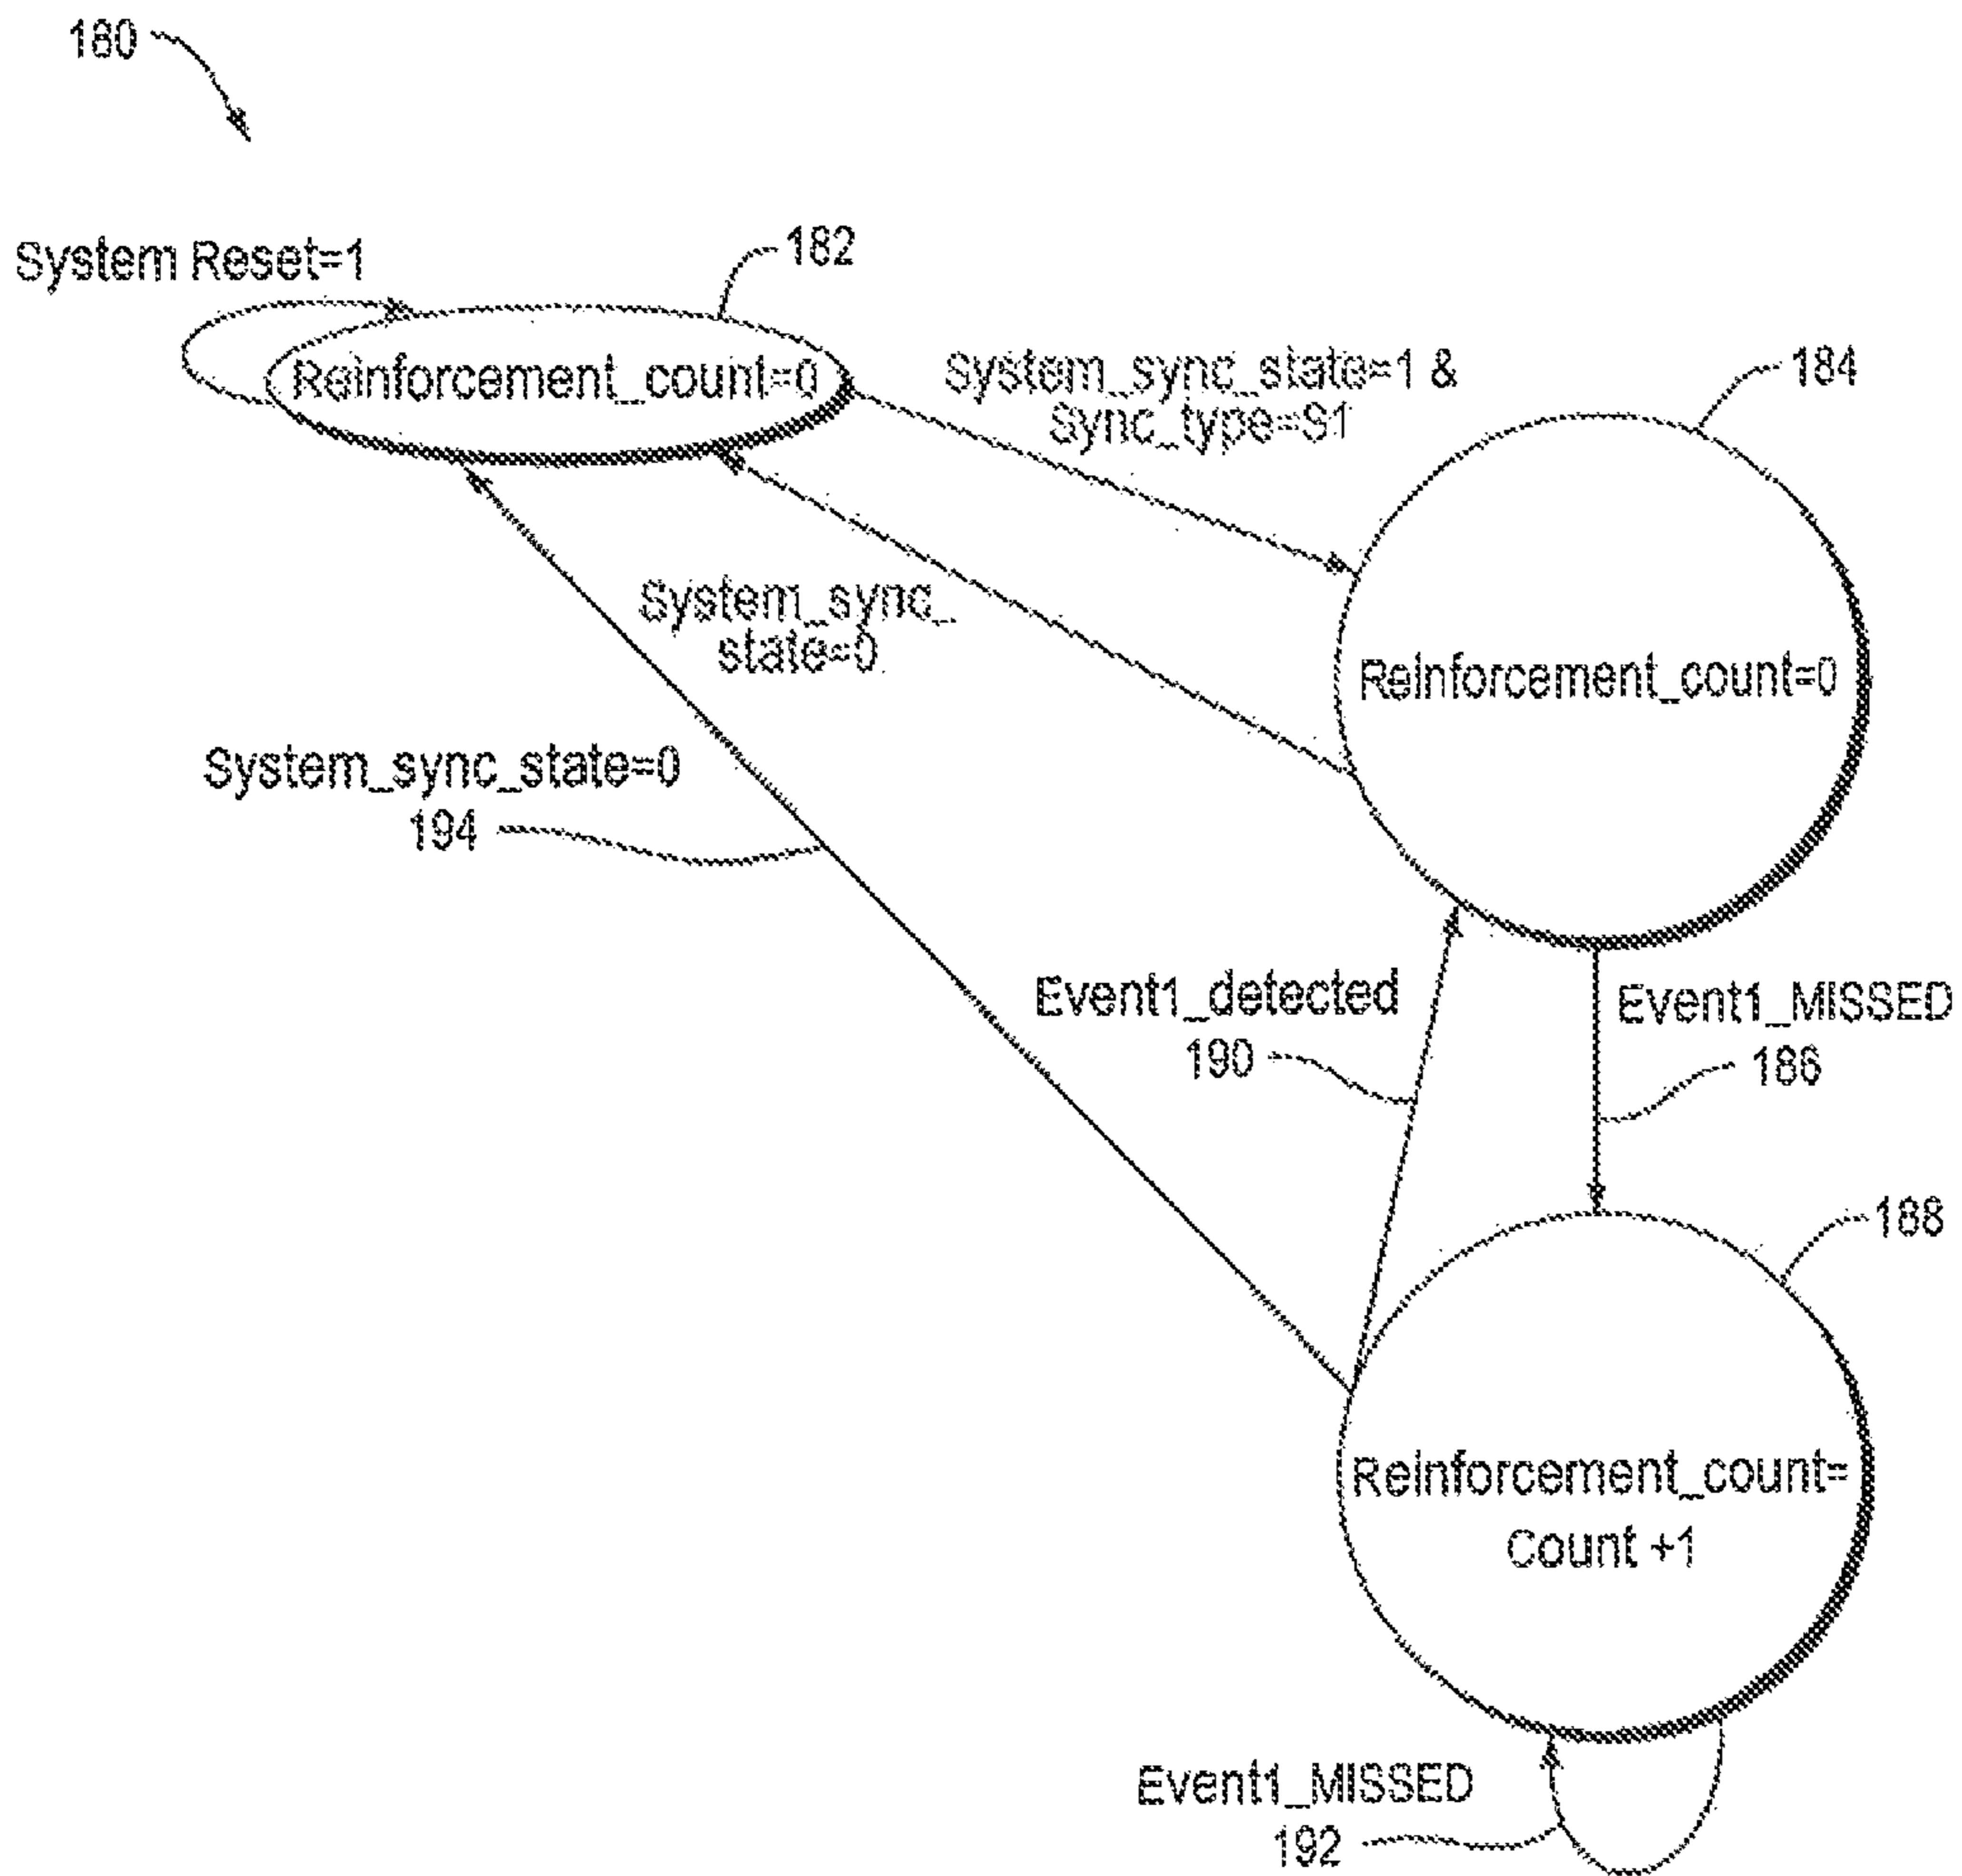 180
System Reset=1
182
Reinforcement_count=0
System_sync_state=1 &
Sync_type=S1
184
System_sync_
state=0
Reinforcement_count=0
System_sync_state=0
194
Event1_detected
190
Event1_MISSED
186
188
Reinforcement_count=
Count +1
Event1_MISSED
192